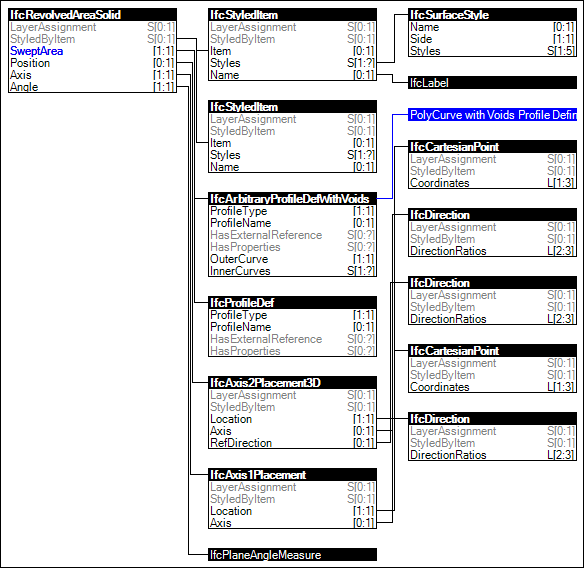 IfcRevolvedAreaSolid
LayerAssignment S[0:1]
StyledByItem S[0:1]
SweptArea [1:1]
Position [0:1]
Axis [1:1]
Angle [1:1]
IfcStyledItem
LayerAssignment S[0:1]
StyledByItem S[0:1]
Item [0:1]
Styles S[1:?]
Name [0:1]
IfcStyledItem
LayerAssignment S[0:1]
StyledByItem S[0:1]
Item [0:1]
Styles S[1:?]
Name [0:1]
IfcArbitraryProfileDefWithVoids
ProfileType [1:1]
ProfileName [0:1]
HasExternalReference S[0:?]
HasProperties S[0:?]
OuterCurve [1:1]
InnerCurves S[1:?]
IfcProfileDef
ProfileType [1:1]
ProfileName [0:1]
HasExternalReference S[0:?]
HasProperties S[0:?]
IfcAxis2Placement3D
LayerAssignment S[0:1]
StyledByItem S[0:1]
Location [1:1]
Axis [0:1]
RefDirection [0:1]
IfcAxis1Placement
LayerAssignment S[0:1]
StyledByItem S[0:1]
Location [1:1]
Axis [0:1]
IfcPlaneAngleMeasure
IfcSurfaceStyle
Name [0:1]
Side [1:1]
Styles S[1:5]
IfcLabel
PolyCurve with Voids Profile Defin
IfcCartesianPoint
LayerAssignment S[0:1]
StyledByItem S[0:1]
Coordinates L[1:3]
IfcDirection
LayerAssignment S[0:1]
StyledByItem S[0:1]
DirectionRatios L[2:3]
IfcDirection
LayerAssignment S[0:1]
StyledByItem S[0:1]
DirectionRatios L[2:3]
IfcCartesianPoint
LayerAssignment S[0:1]
StyledByItem S[0:1]
Coordinates L[1:3]
IfcDirection
LayerAssignment S[0:1]
StyledByItem S[0:1]
DirectionRatios L[2:3]